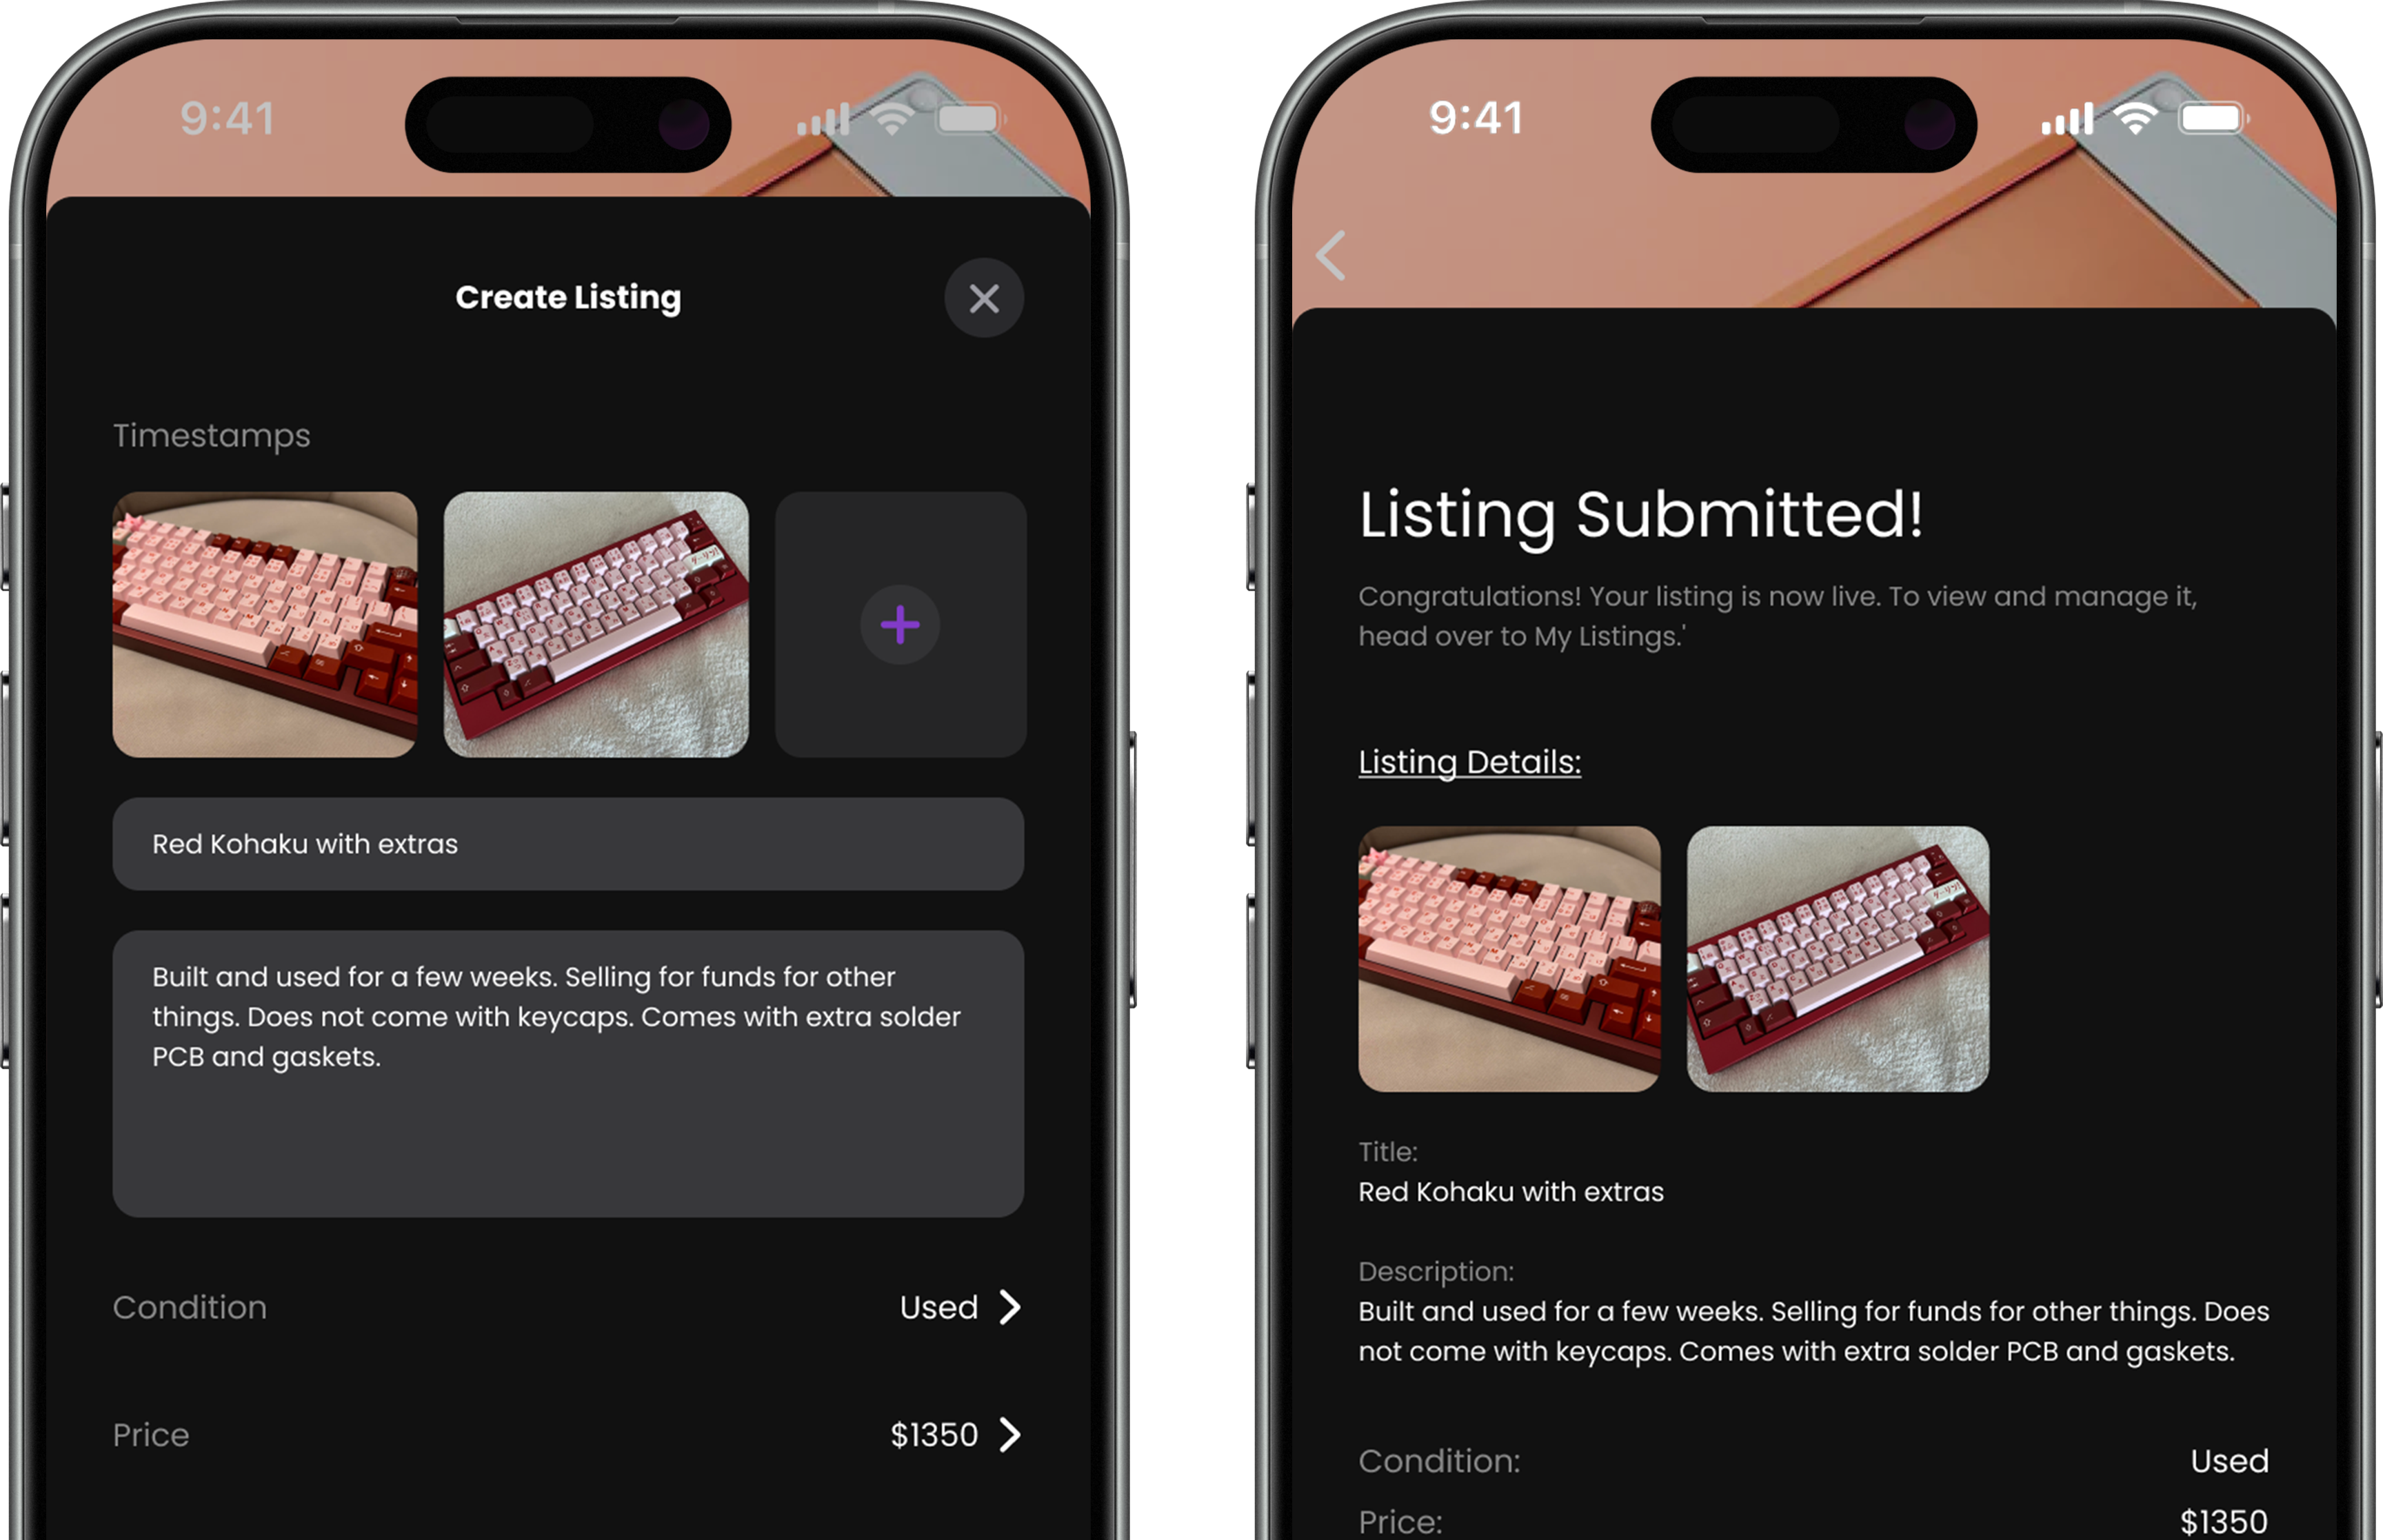 9:41
Create Listing
Timestamps
Red Kohaku with extras
Built and used for a few weeks. Selling for funds for other
things. Does not come with keycaps. Comes with extra solder
PCB and gaskets.
Condition
Used
Price
$1350
9:41
Listing Submitted!
Congratulations! Your listing is now live. To view and manage it,
head over to My Listings.'
Listing Details:
Title:
Red Kohaku with extras
Description:
Built and used for a few weeks. Selling for funds for other things. Does
not come with keycaps. Comes with extra solder PCB and gaskets.
Condition:
Used
Price:
$1350